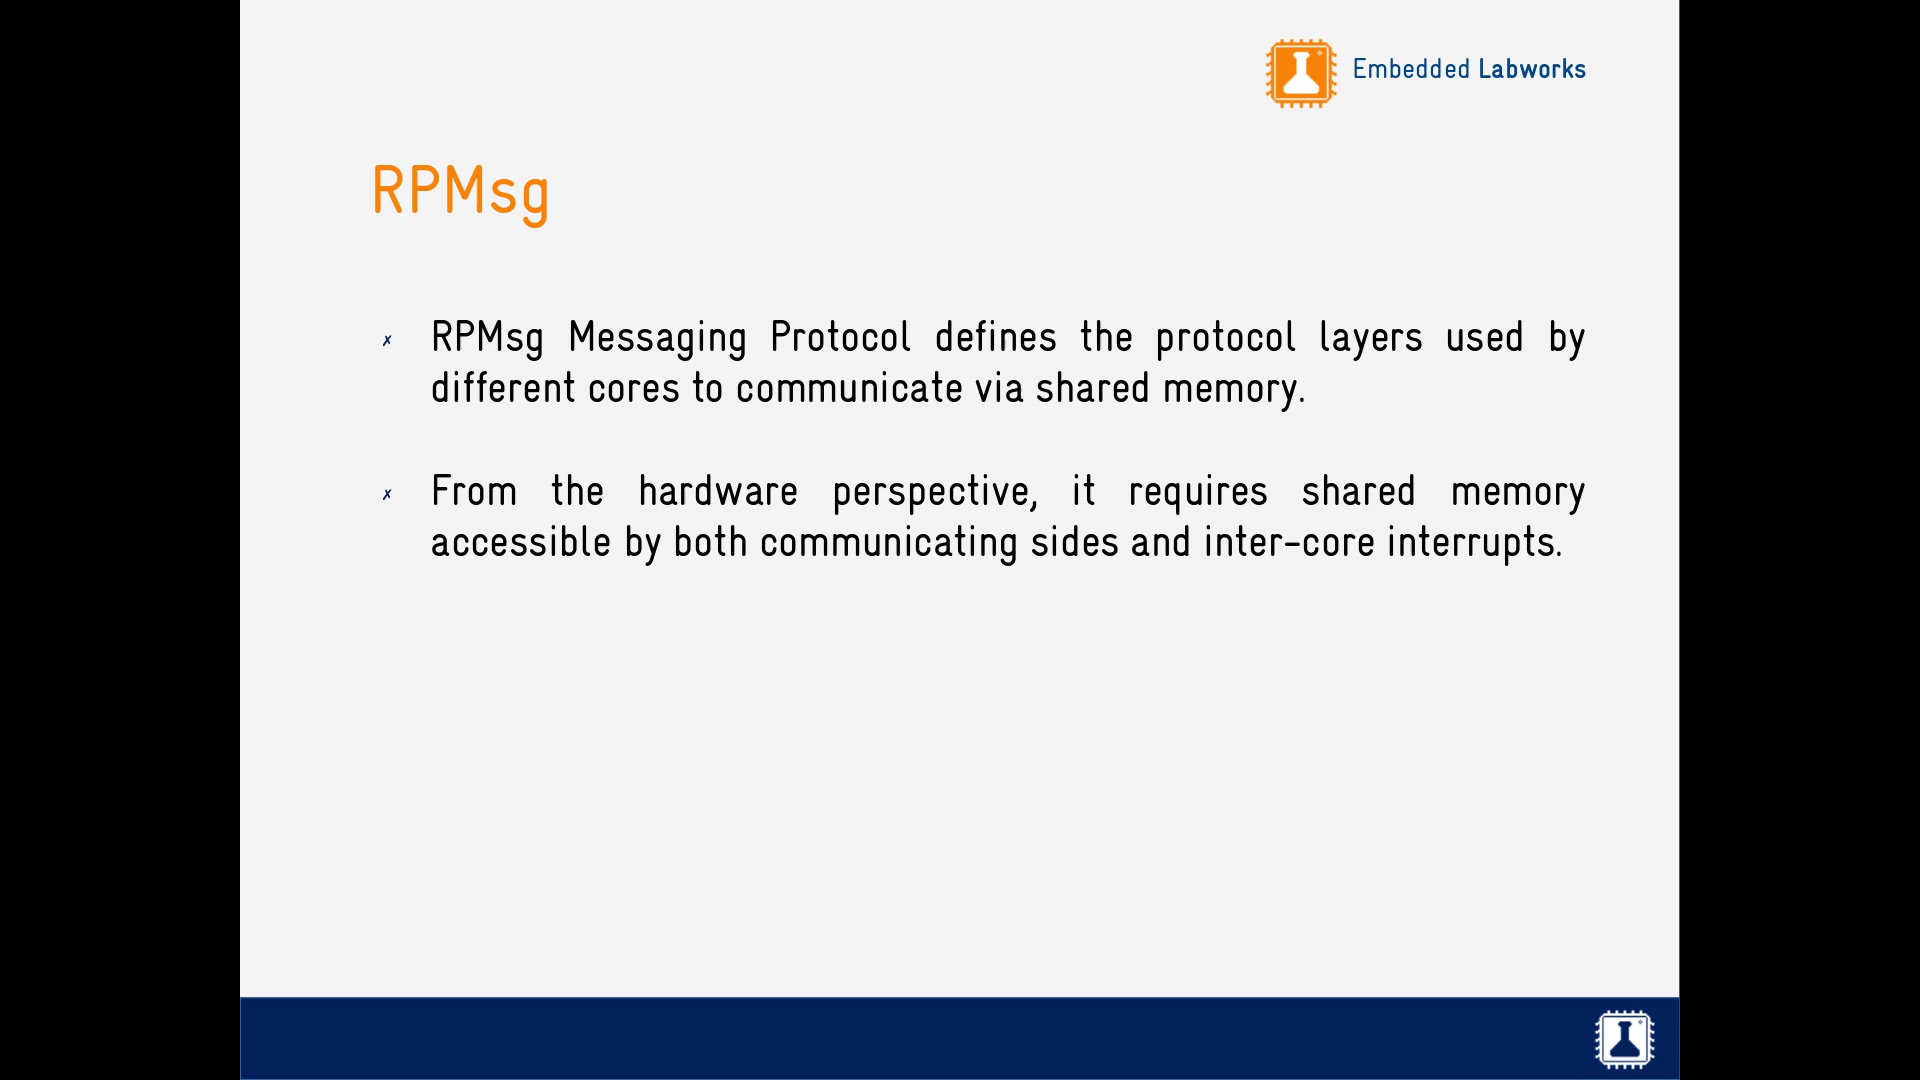 Embedded Labworks
RPMsg
✗ RPMsg Messaging Protocol defines the protocol layers used by
different cores to communicate via shared memory.
✗ From the hardware perspective, it requires shared memory
accessible by both communicating sides and inter-core interrupts.